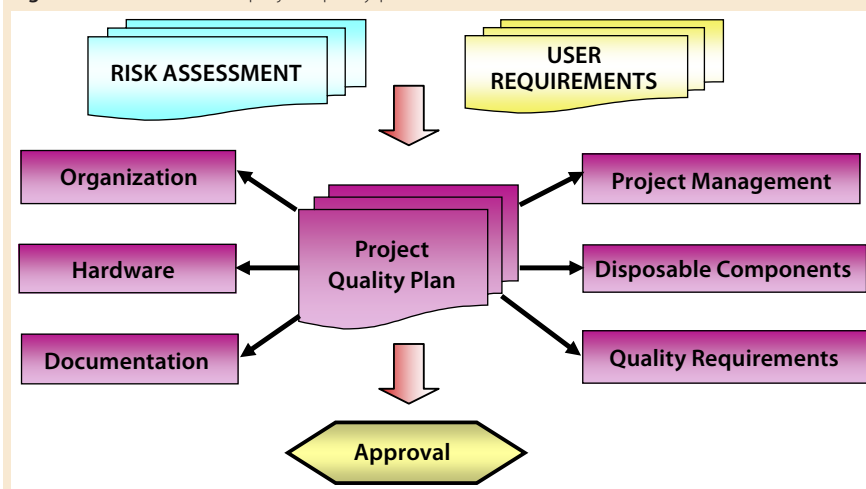 RISK ASSESSMENT
USER
REQUIREMENTS
Organization
Project Management
Project
Quality Plan
Hardware
Disposable Components
Documentation
Quality Requirements
Approval